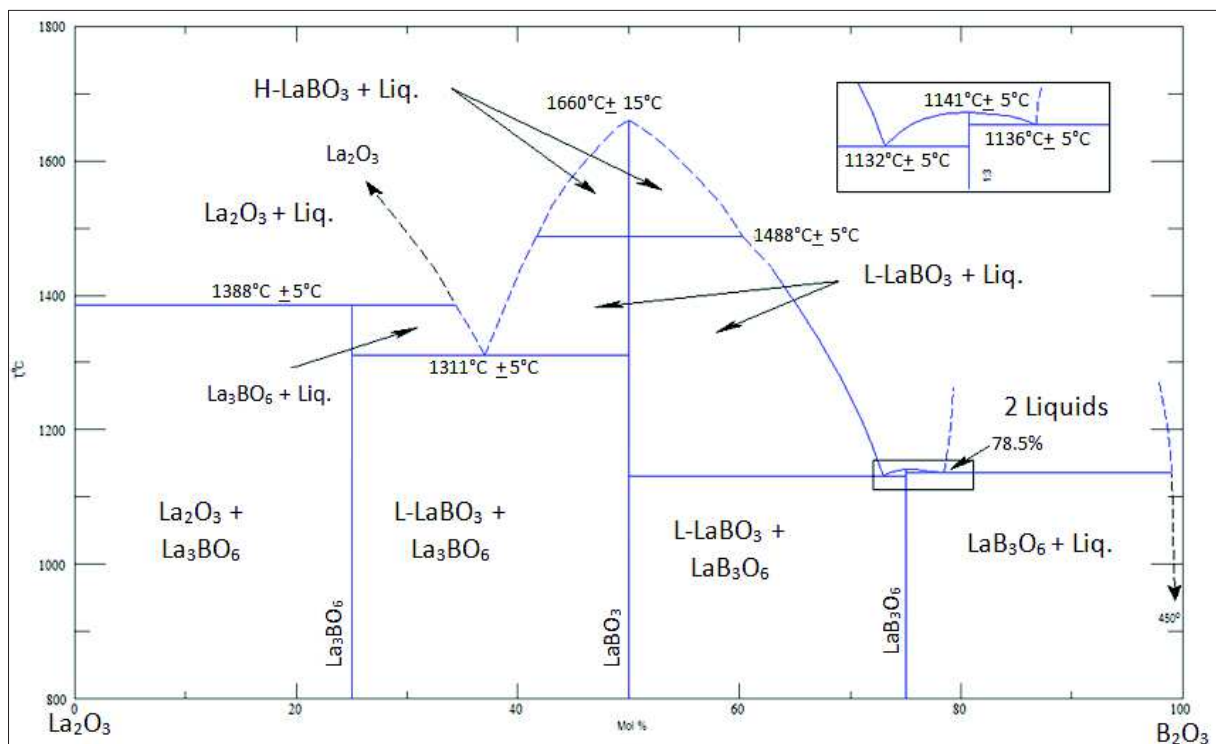 1800
H-LaBO₃ + Liq.
1660°C± 15°C
1141°C± 5°C
1136°C± 5°C
1132°C± 5°C
1600
La₂O₃
La₂O₃ + Liq.
1488°C± 5°C
L-LaBO₃ + Liq.
1388°C ±5°C
1400
1311°C ±5°C
La₃BO₆ + Liq.
t,°C
2 Liquids
1200
78.5%
La₂O₃ +
La₃BO₆
L-LaBO₃ +
La₃BO₆
L-LaBO₃ +
LaB₃O₆
LaB₃O₆ + Liq.
1000
La₃BO₆
LaBO₃
LaB₃O₆
450°
800
0 20 40 60 80 100
La₂O₃
Mol %
B₂O₃